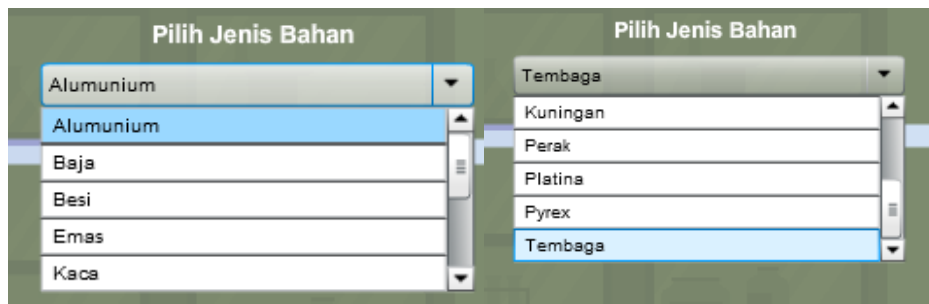 Pilih Jenis Bahan
Alumunium
Alumunium
Baja
Besi
Emas
Kaca
Pilih Jenis Bahan
Tembaga
Kuningan
Perak
Platina
Pyrex
Tembaga